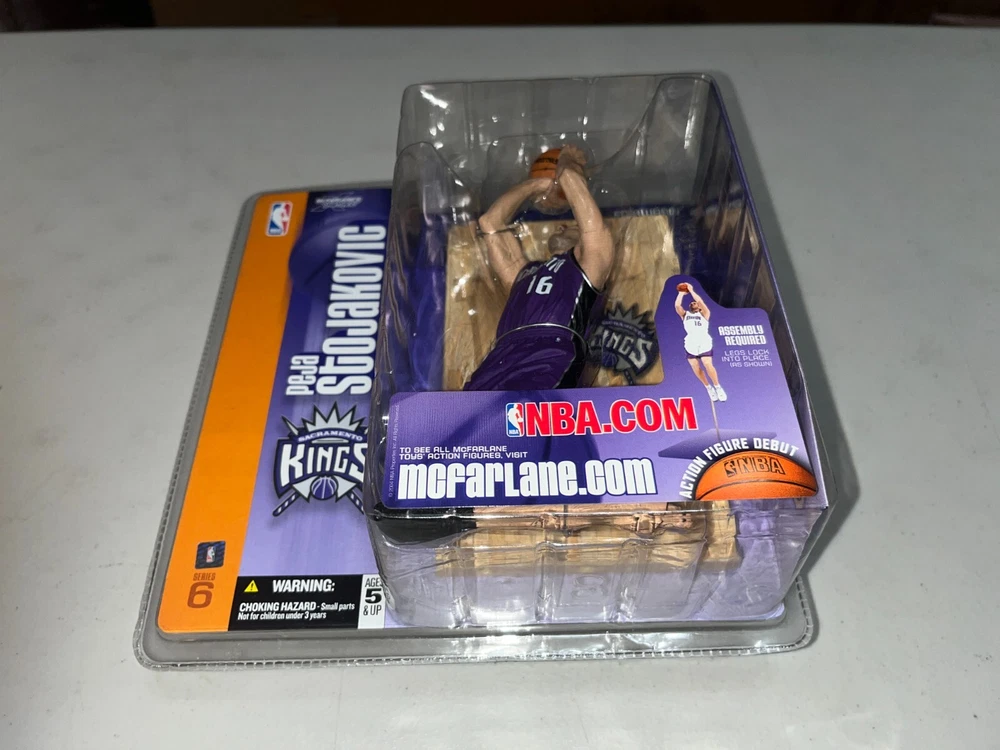 peja
stojakovic
SACRAMENTO
KINGS
SERIES
6
WARNING:
CHOKING HAZARD - Small parts
Not for children under 3 years
AGES
5
& UP
16
KINGS
16
ASSEMBLY
REQUIRED
LEGS LOCK
INTO PLACE
(AS SHOWN)
NBA
NBA.COM
TO SEE ALL MCFARLANE
TOYS' ACTION FIGURES, VISIT
mcfarlane.com
ACTION FIGURE DEBUT
NBA